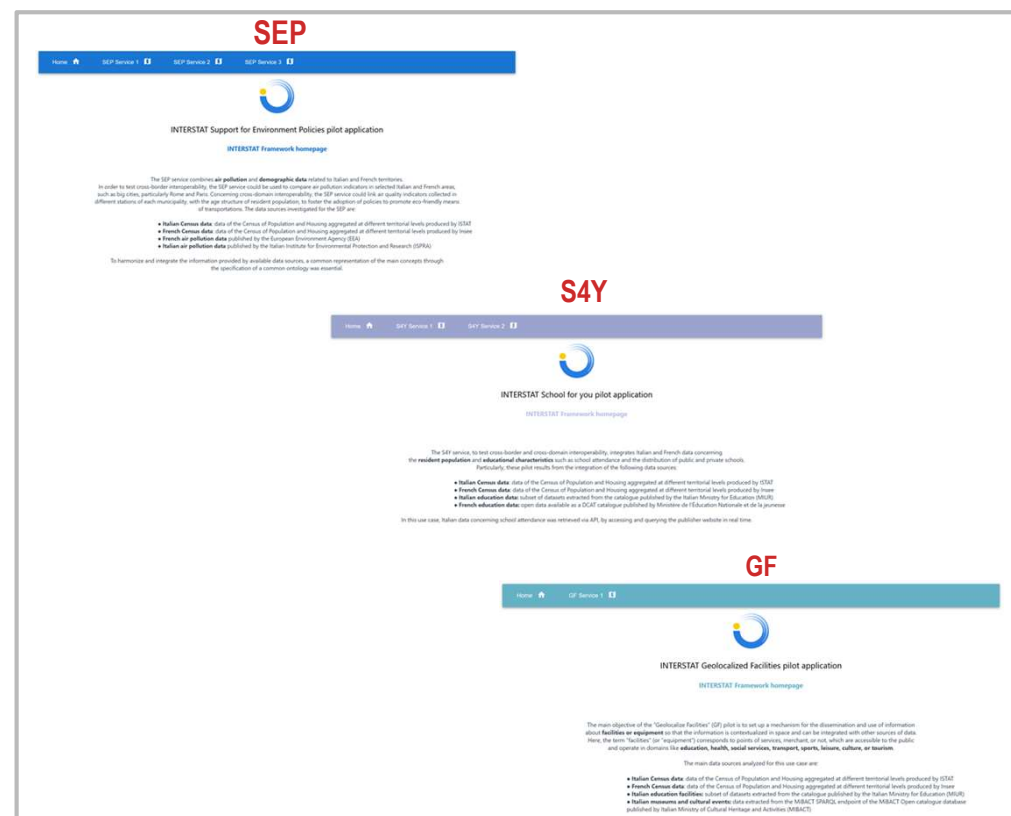 SEP
Home SEP Service 1 SEP Service 2 SEP Service 3
INTERSTAT Support for Environment Policies pilot application
INTERSTAT Framework homepage
The SEP service combines air pollution and demographic data related to Italian and French territories.
In order to test cross-border interoperability, the SEP service could be used to compare air pollution indicators in selected Italian and French areas,
such as big cities, particularly Rome and Paris. Concerning cross-domain interoperability, the SEP service could link air quality indicators collected in
different stations of each municipality, with the age structure of resident population, to foster the adoption of policies to promote eco-friendly means
of transportations. The data sources investigated for the SEP are:
● Italian Census data: data of the Census of Population and Housing aggregated at different territorial levels produced by ISTAT
● French Census data: data of the Census of Population and Housing aggregated at different territorial levels produced by Insee
● French air pollution data published by the European Environment Agency (EEA)
● Italian air pollution data published by the Italian Institute for Environmental Protection and Research (ISPRA)
To harmonize and integrate the information provided by available data sources, a common representation of the main concepts through
the specification of a common ontology was essential.
S4Y
Home S4Y Service 1 S4Y Service 2
INTERSTAT School for you pilot application
INTERSTAT Framework homepage
The S4Y service, to test cross-border and cross-domain interoperability, integrates Italian and French data concerning
the resident population and educational characteristics such as school attendance and the distribution of public and private schools.
Particularly, these pilot results from the integration of the following data sources:
● Italian Census data: data of the Census of Population and Housing aggregated at different territorial levels produced by ISTAT
● French Census data: data of the Census of Population and Housing aggregated at different territorial levels produced by Insee
● Italian education data: subset of datasets extracted from the catalogue published by the Italian Ministry for Education (MIUR)
● French education data: open data available as a DCAT catalogue published by Ministère de l'Éducation Nationale et de la jeunesse
In this use case, Italian data concerning school attendance was retrieved via API, by accessing and querying the publisher website in real time.
GF
Home GF Service 1
INTERSTAT Geolocalized Facilities pilot application
INTERSTAT Framework homepage
The main objective of the "Geolocalize Facilities" (GF) pilot is to set up a mechanism for the dissemination and use of information
about facilities or equipment so that the information is contextualized in space and can be integrated with other sources of data.
Here, the term "facilities" (or "equipment") corresponds to points of services, merchant, or not, which are accessible to the public
and operate in domains like education, health, social services, transport, sports, leisure, culture, or tourism.
The main data sources analyzed for this use case are:
● Italian Census data: data of the Census of Population and Housing aggregated at different territorial levels produced by ISTAT
● French Census data: data of the Census of Population and Housing aggregated at different territorial levels produced by Insee
● Italian education facilities: subset of datasets extracted from the catalogue published by the Italian Ministry for Education (MIUR)
● Italian museums and cultural events: data extracted from the MiBACT SPARQL endpoint of the MiBACT Open catalogue database
published by Italian Ministry of Cultural Heritage and Activities (MIBACT)